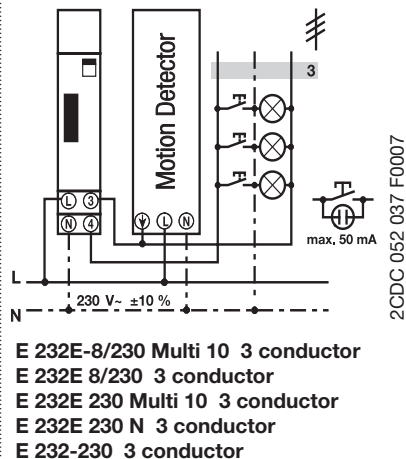 3
Motion Detector
L 3
N 4
L N
max. 50 mA
2CDC 052 037 F0007
L
230 V~ ±10 %
N
E 232E-8/230 Multi 10 3 conductor
E 232E 8/230 3 conductor
E 232E 230 Multi 10 3 conductor
E 232E 230 N 3 conductor
E 232-230 3 conductor